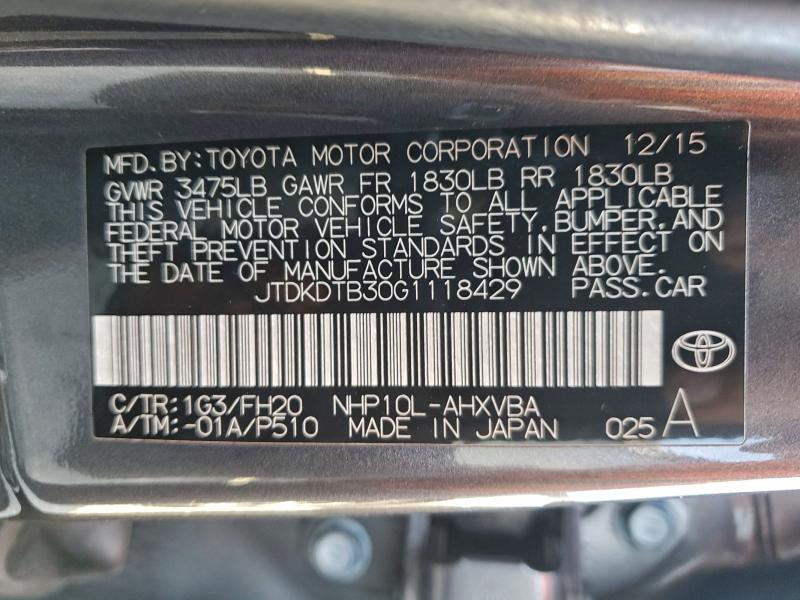 MFD.BY:TOYOTA MOTOR CORPORATION 12/15
GVWR 3475LB GAWR FR 1830LB RR 1830LB
THIS VEHICLE CONFORMS TO ALL APPLICABLE
FEDERAL MOTOR VEHICLE SAFETY,BUMPER,AND
THEFT PREVENTION STANDARDS IN EFFECT ON
THE DATE OF MANUFACTURE SHOWN ABOVE.
JTDKDTB30G1118429 PASS.CAR
C/TR:1G3/FH20 NHP10L-AHXVBA
A/TM:-01A/P510 MADE IN JAPAN 025 A